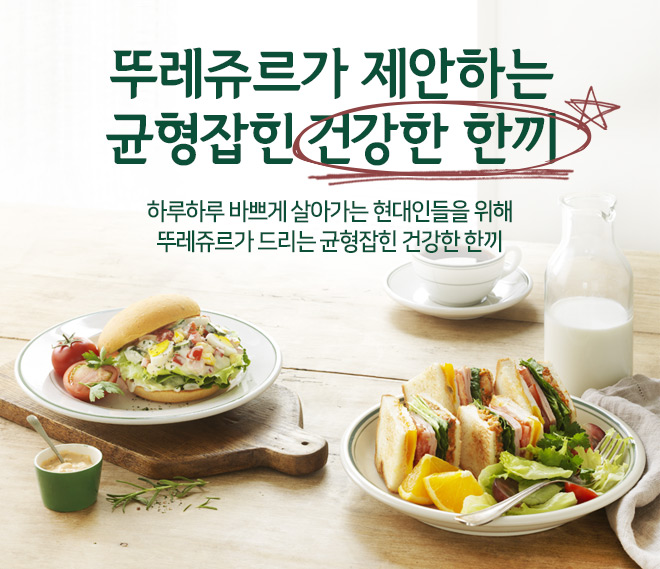 뚜레쥬르가 제안하는
균형잡힌 건강한 한끼
하루하루 바쁘게 살아가는 현대인들을 위해
뚜레쥬르가 드리는 균형잡힌 건강한 한끼